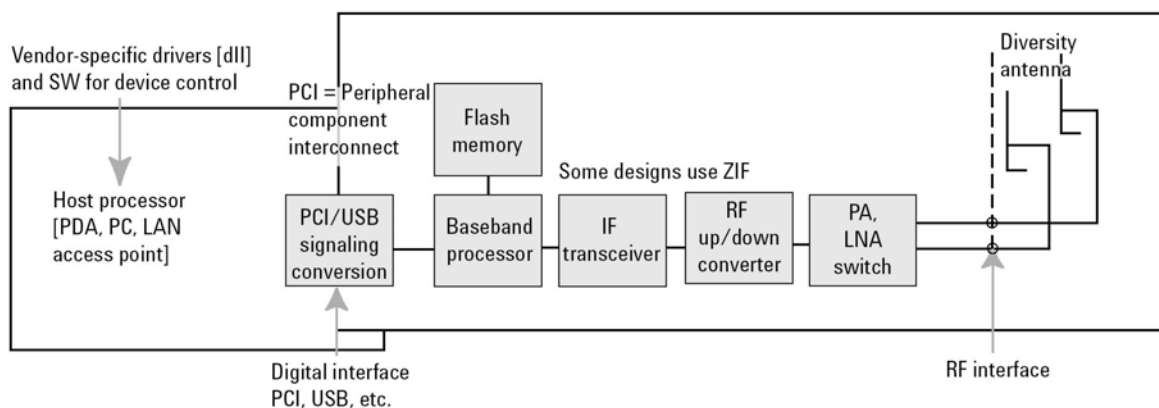 Vendor-specific drivers [dll]
and SW for device control
Host processor
[PDA, PC, LAN
access point]
PCI = Peripheral
component
interconnect
PCI/USB
signaling
conversion
Digital interface
PCI, USB, etc.
Flash
memory
Baseband
processor
Some designs use ZIF
IF
transceiver
RF
up/down
converter
PA,
LNA
switch
Diversity
antenna
RF interface